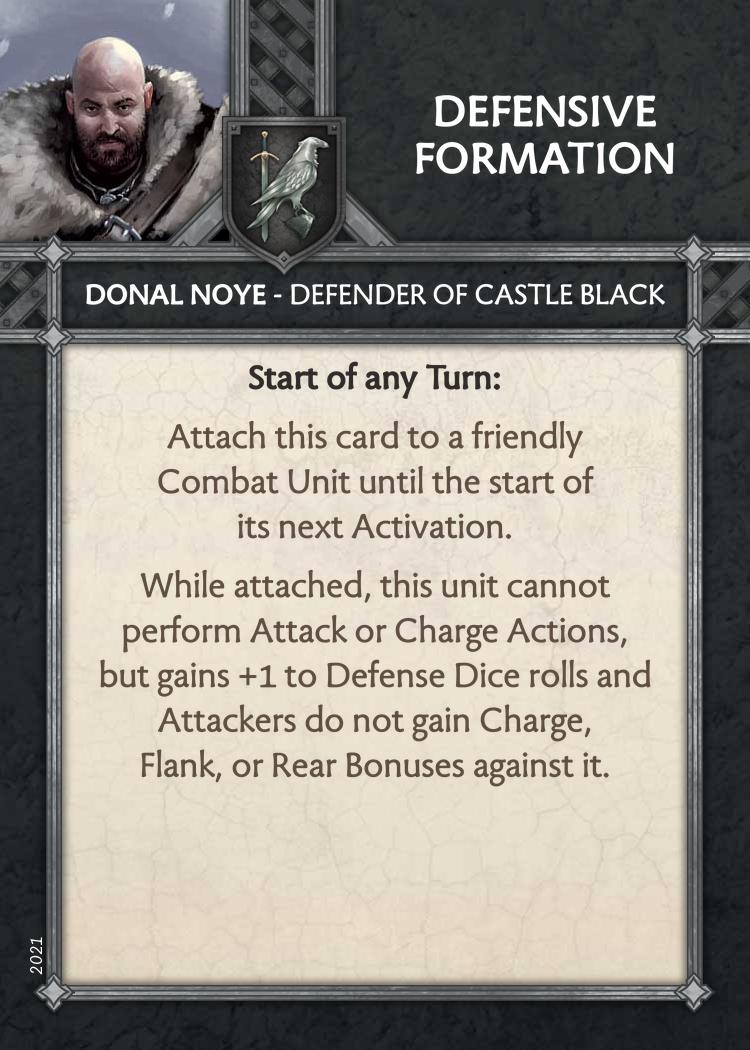 DEFENSIVE
FORMATION
DONAL NOYE - DEFENDER OF CASTLE BLACK
Start of any Turn:
Attach this card to a friendly
Combat Unit until the start of
its next Activation.
While attached, this unit cannot
perform Attack or Charge Actions,
but gains +1 to Defense Dice rolls and
Attackers do not gain Charge,
Flank, or Rear Bonuses against it.
2021